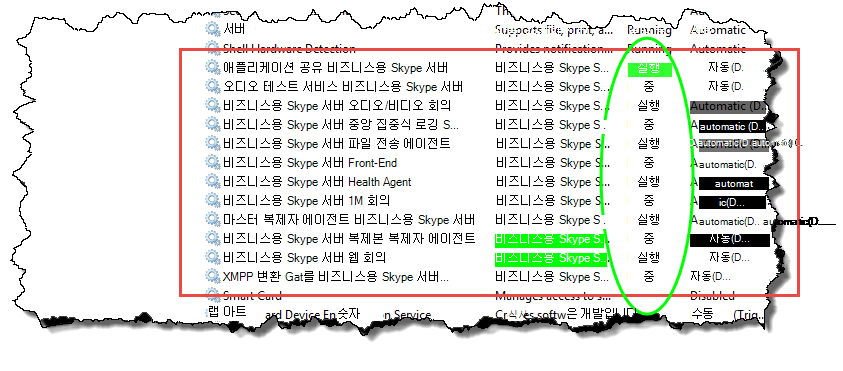 Th...
서버 Supports file, print, a... Running Automatic
Shell Hardware Detection Provides notification... Running Automatic
애플리케이션 공유 비즈니스용 Skype 서버 비즈니스용 Skype S... 실행 자동(D.
오디오 테스트 서비스 비즈니스용 Skype 서버 비즈니스용 Skype S... 중 자동(D.
비즈니스용 Skype 서버 오디오/비디오 회의 비즈니스용 Skype S... 실행 Automatic (D...
비즈니스용 Skype 서버 중앙 집중식 로깅 S... 비즈니스용 Skype S... 중 Aautomatic(D...
비즈니스용 Skype 서버 파일 전송 에이전트 비즈니스용 Skype S... 실행 Aautomatic(D.
비즈니스용 Skype 서버 Front-End 비즈니스용 Skype S... 중 Aautomatic(D.
비즈니스용 Skype 서버 Health Agent 비즈니스용 Skype S... 실행 automat
비즈니스용 Skype 서버 1M 회의 비즈니스용 Skype S... 중 ic(D...
마스터 복제자 에이전트 비즈니스용 Skype 서버 비즈니스용 Skype S... 실행 Aautomatic(D.. automatic(D....
비즈니스용 Skype 서버 복제본 복제자 에이전트 비즈니스용 Skype S... 중 자동(D...
비즈니스용 Skype 서버 웹 회의 비즈니스용 Skype S 실행 자동(D...
XMPP 변환 Gat를 비즈니스용 Skype 서버... 비즈니스용 Skype S... 중 자동(D...
Smart Card Manages access to s... Disabled
랩 아트 ard Device En숫자 on Service 개발입니다 수동 (Trig...